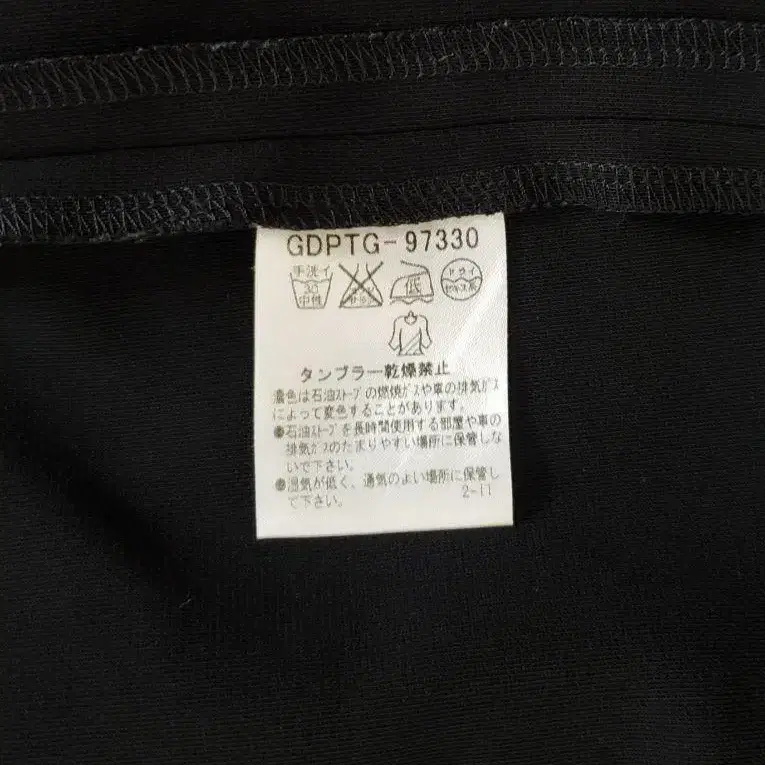 GDPTG-97330
手洗イ
30
中性
低
ドライ
セキユ系
タンブラー乾燥禁止
濃色は石油ストーブの燃焼ガスや車の排気ガス
によって変色することがあります。
●石油ストーブを長時間使用する部屋や車の
排気ガスのたまりやすい場所に保管しな
いで下さい。
●湿気が低く、通気のよい場所に保管し
て下さい。
2-11